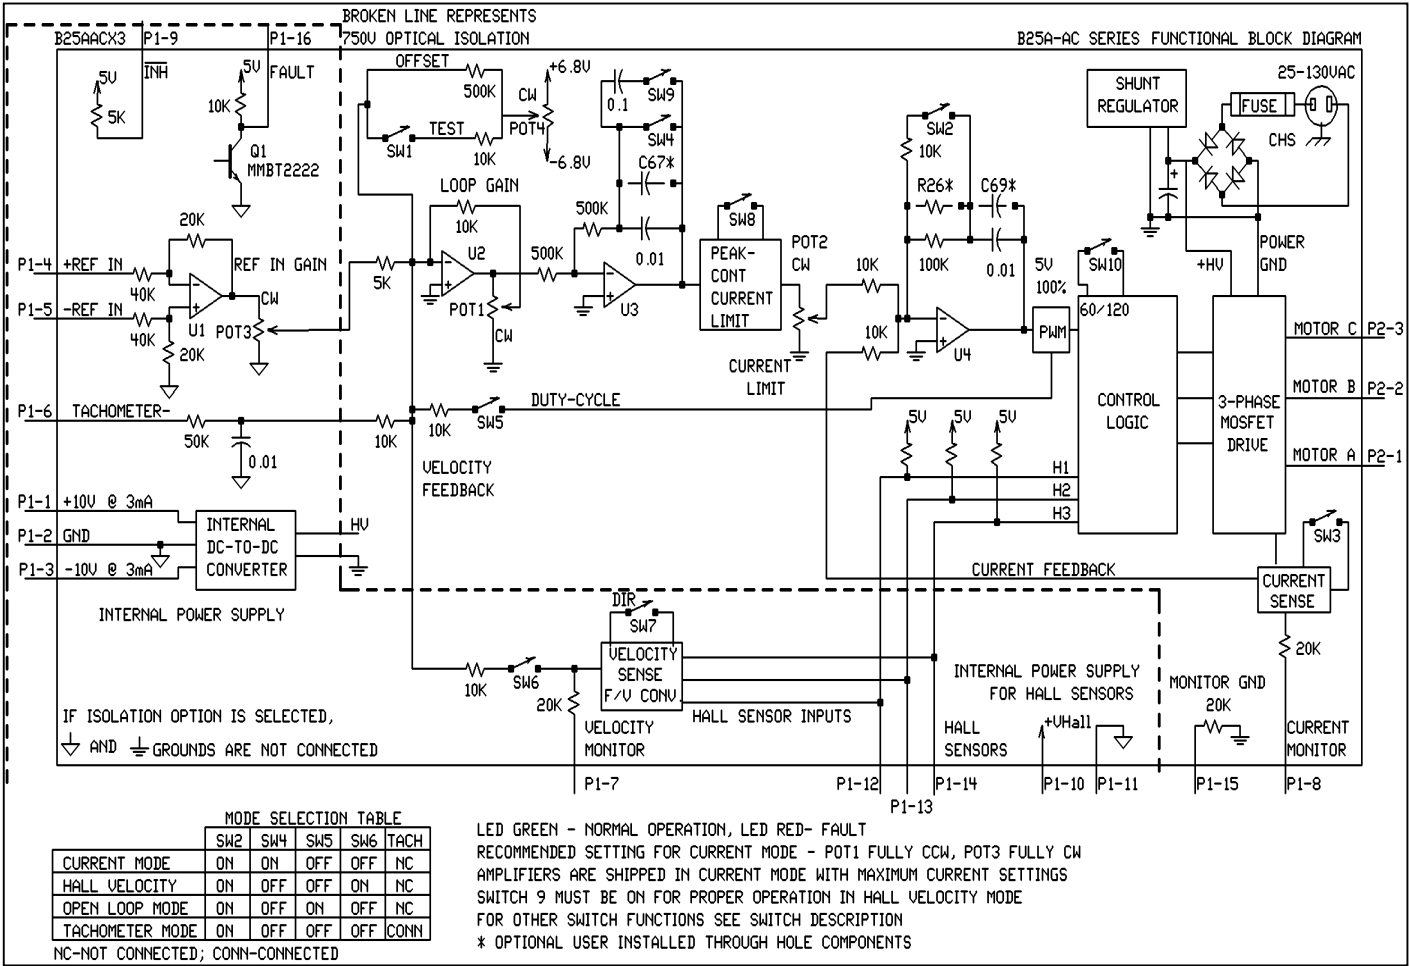 BROKEN LINE REPRESENTS
750V OPTICAL ISOLATION
B25A-AC SERIES FUNCTIONAL BLOCK DIAGRAM
B25AACX3
P1-9
P1-16
INH
FAULT
5V
5K
5V
10K
Q1
MMBT2222
OFFSET
500K
SW1
TEST
10K
CW
POT4
+6.8V
-6.8V
0.1
SW9
SW4
C67*
0.01
500K
SW2
10K
R26*
100K
C69*
0.01
SHUNT
REGULATOR
25-130VAC
FUSE
CHS
+
POWER
GND
+HV
P1-4
+REF IN
40K
20K
REF IN GAIN
P1-5
-REF IN
40K
20K
-
+
U1
CW
POT3
LOOP GAIN
10K
5K
U2
-
+
POT1
CW
500K
-
+
U3
SW8
PEAK-
CONT
CURRENT
LIMIT
POT2
CW
CURRENT
LIMIT
10K
10K
-
+
U4
5V
100%
PWM
SW10
60/120
CONTROL
LOGIC
3-PHASE
MOSFET
DRIVE
MOTOR C
P2-3
MOTOR B
P2-2
MOTOR A
P2-1
P1-6
TACHOMETER-
50K
0.01
10K
10K
SW5
DUTY-CYCLE
VELOCITY
FEEDBACK
5V
5V
5V
H1
H2
H3
P1-1
+10V @ 3mA
P1-2
GND
P1-3
-10V @ 3mA
INTERNAL
DC-TO-DC
CONVERTER
HV
INTERNAL POWER SUPPLY
CURRENT FEEDBACK
SW3
CURRENT
SENSE
20K
DIR
SW7
VELOCITY
SENSE
F/V CONV
10K
SW6
20K
VELOCITY
MONITOR
HALL SENSOR INPUTS
INTERNAL POWER SUPPLY
FOR HALL SENSORS
HALL
SENSORS
+VHall
MONITOR GND
20K
CURRENT
MONITOR
IF ISOLATION OPTION IS SELECTED,
AND
GROUNDS ARE NOT CONNECTED
P1-7
P1-12
P1-13
P1-14
P1-10
P1-11
P1-15
P1-8
MODE SELECTION TABLE
SW2 SW4 SW5 SW6 TACH
CURRENT MODE ON ON OFF OFF NC
HALL VELOCITY ON OFF OFF ON NC
OPEN LOOP MODE ON OFF ON OFF NC
TACHOMETER MODE ON OFF OFF OFF CONN
NC-NOT CONNECTED; CONN-CONNECTED
LED GREEN - NORMAL OPERATION, LED RED- FAULT
RECOMMENDED SETTING FOR CURRENT MODE - POT1 FULLY CCW, POT3 FULLY CW
AMPLIFIERS ARE SHIPPED IN CURRENT MODE WITH MAXIMUM CURRENT SETTINGS
SWITCH 9 MUST BE ON FOR PROPER OPERATION IN HALL VELOCITY MODE
FOR OTHER SWITCH FUNCTIONS SEE SWITCH DESCRIPTION
* OPTIONAL USER INSTALLED THROUGH HOLE COMPONENTS